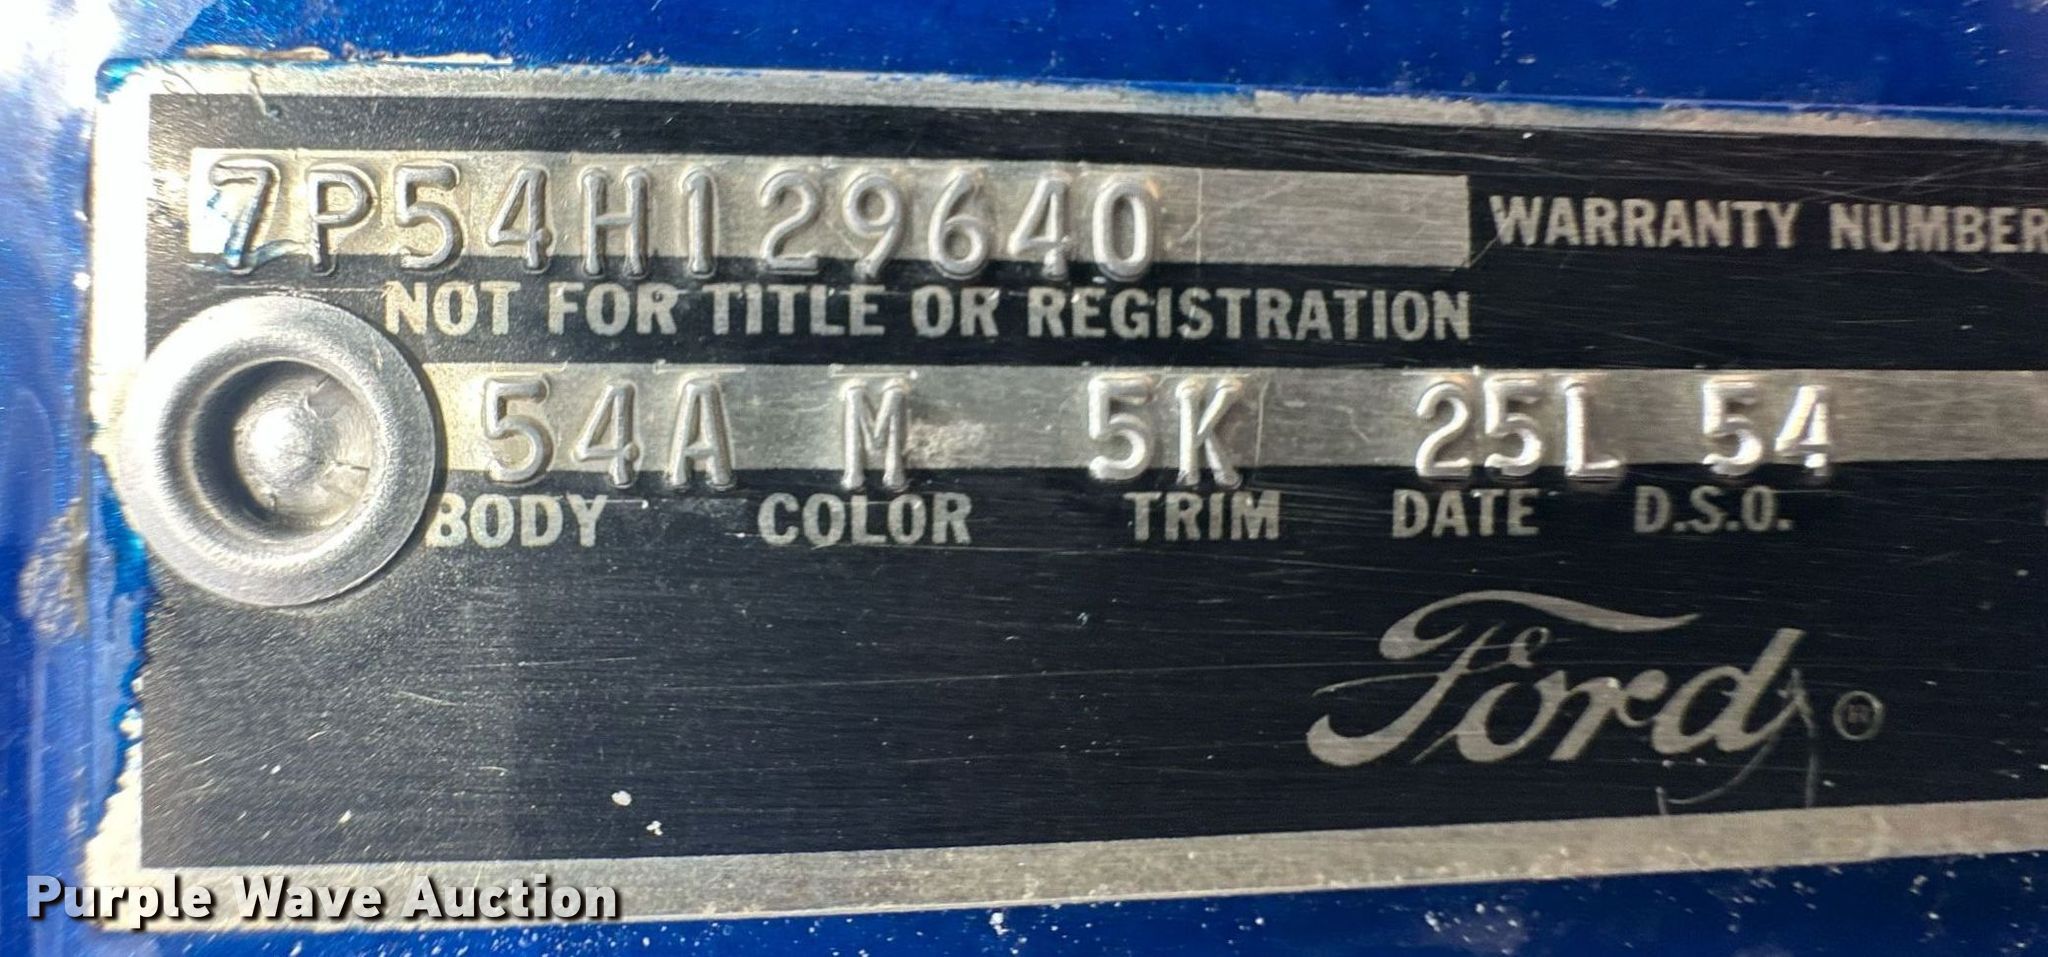 7P54H129640 WARRANTY NUMBER
NOT FOR TITLE OR REGISTRATION
54A M 5K 25L 54
BODY COLOR TRIM DATE D.S.O.
Ford ®
Purple Wave Auction